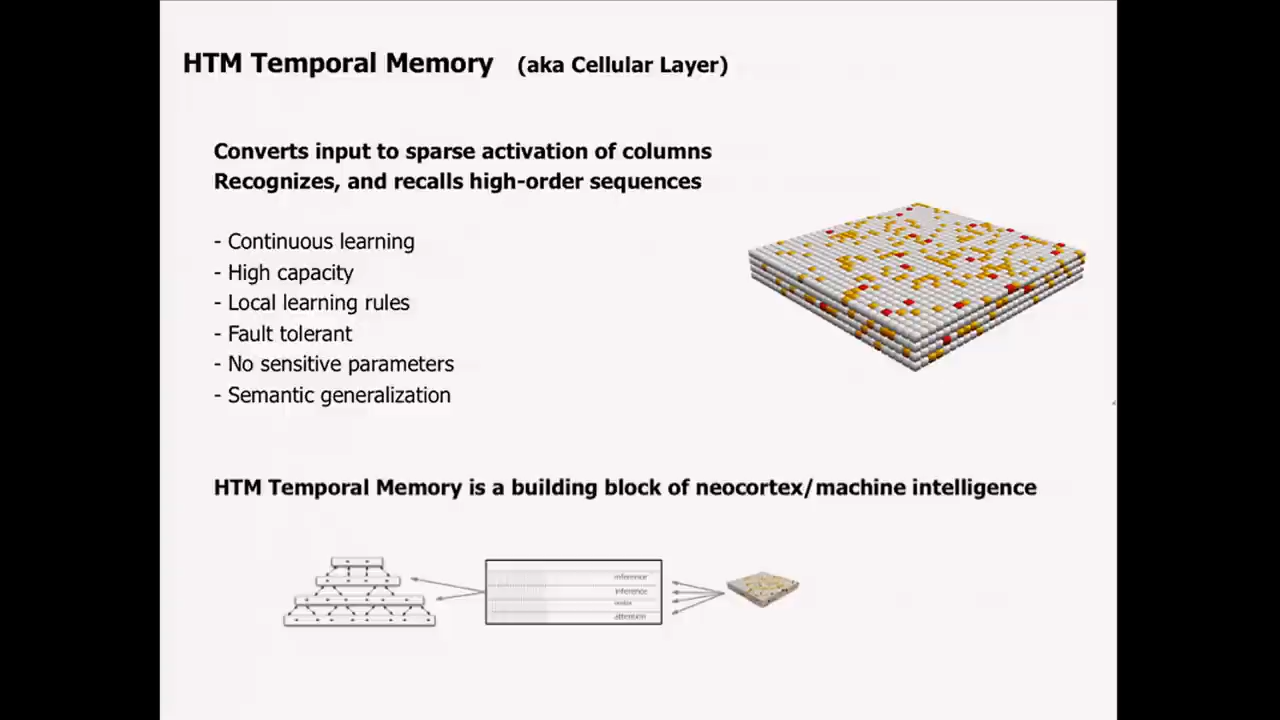 HTM Temporal Memory (aka Cellular Layer)
Converts input to sparse activation of columns
Recognizes, and recalls high-order sequences
- Continuous learning
- High capacity
- Local learning rules
- Fault tolerant
- No sensitive parameters
- Semantic generalization
HTM Temporal Memory is a building block of neocortex/machine intelligence
inference
inference
attention